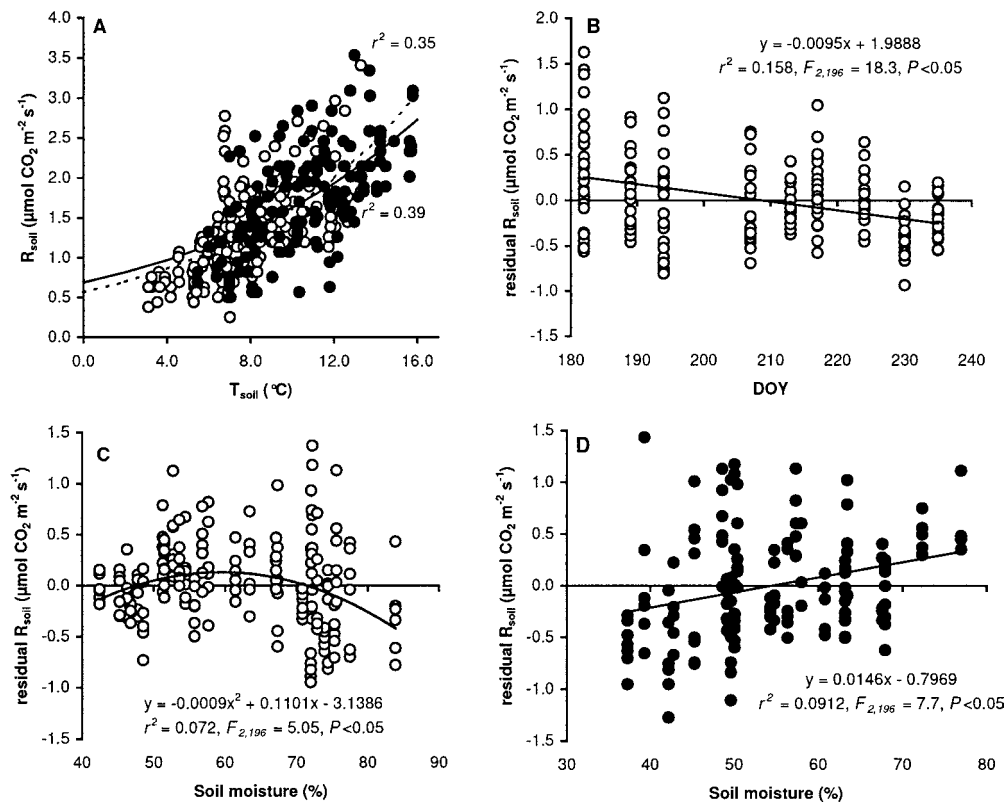 A
r² = 0.35
r² = 0.39
4.0
3.5
3.0
2.5
2.0
1.5
1.0
0.5
0.0
R_soil (µmol CO₂ m⁻² s⁻¹)
0.0 4.0 8.0 12.0 16.0
T_soil (°C)
B
y = -0.0095x + 1.9888
r² = 0.158, F₂,₁₉₆ = 18.3, P<0.05
2.0
1.5
1.0
0.5
0.0
-0.5
-1.0
-1.5
residual R_soil (µmol CO₂ m⁻² s⁻¹)
180 190 200 210 220 230 240
DOY
C
1.5
1.0
0.5
0.0
-0.5
-1.0
-1.5
residual R_soil (µmol CO₂ m⁻² s⁻¹)
y = -0.0009x² + 0.1101x - 3.1386
r² = 0.072, F₂,₁₉₆ = 5.05, P<0.05
40 50 60 70 80 90
Soil moisture (%)
D
1.5
1.0
0.5
0.0
-0.5
-1.0
-1.5
residual R_soil (µmol CO₂ m⁻² s⁻¹)
y = 0.0146x - 0.7969
r² = 0.0912, F₂,₁₉₆ = 7.7, P<0.05
30 40 50 60 70 80
Soil moisture (%)